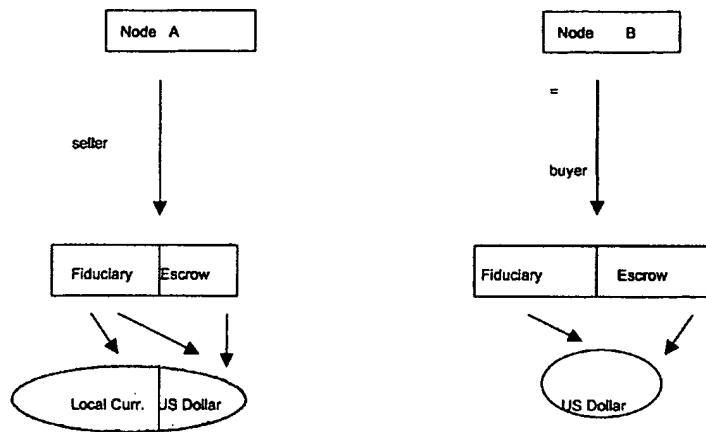 Node A
Node B
=
seller
buyer
Fiduciary Escrow
Fiduciary Escrow
Local Curr. US Dollar
US Dollar